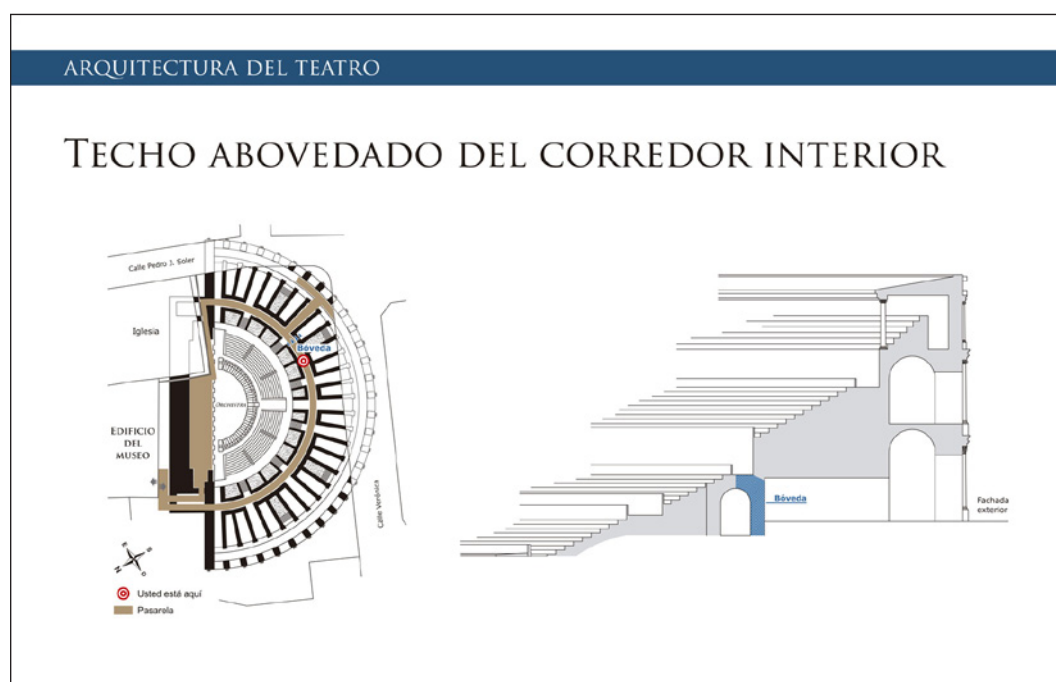 ARQUITECTURA DEL TEATRO
TECHO ABOVEDADO DEL CORREDOR INTERIOR
Calle Pedro J. Soler
Iglesia
Bóveda
ORCHESTRA
EDIFICIO
DEL
MUSEO
Calle Verónica
N
E
S
O
Usted está aquí
Pasarela
Bóveda
Fachada
exterior